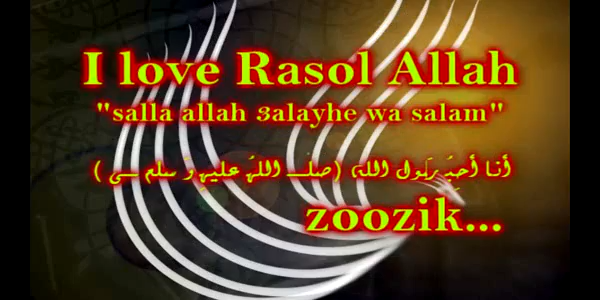 I love Rasol Allah
"salla allah 3alayhe wa salam"
أنا أحبُ رسول الله (صلى اللهُ عليهِ وَ سلم)
zoozik...